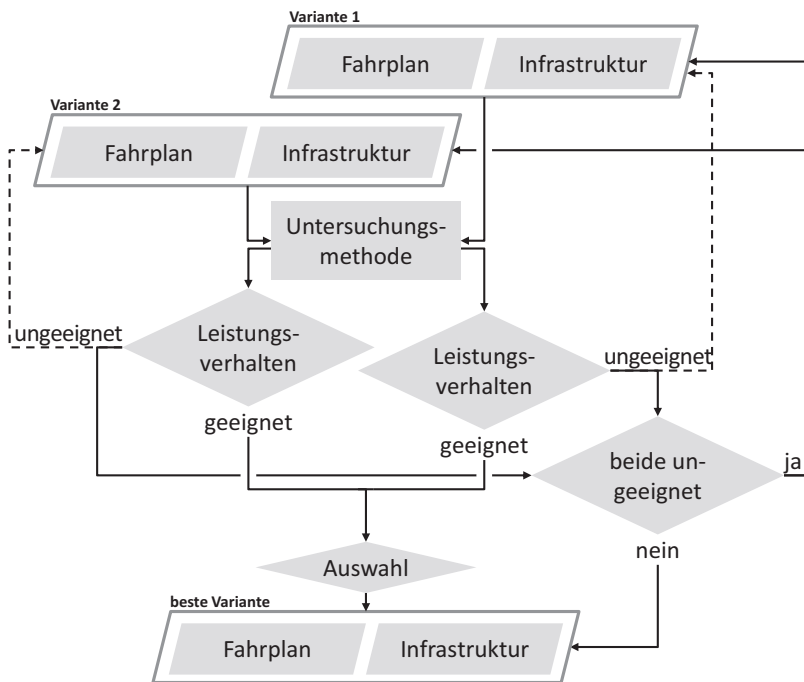 Variante 1
Fahrplan
Infrastruktur
Variante 2
Fahrplan
Infrastruktur
Untersuchungs-
methode
ungeeignet
Leistungs-
verhalten
Leistungs-
verhalten
ungeeignet
geeignet
geeignet
beide un-
geeignet
ja
nein
Auswahl
beste Variante
Fahrplan
Infrastruktur